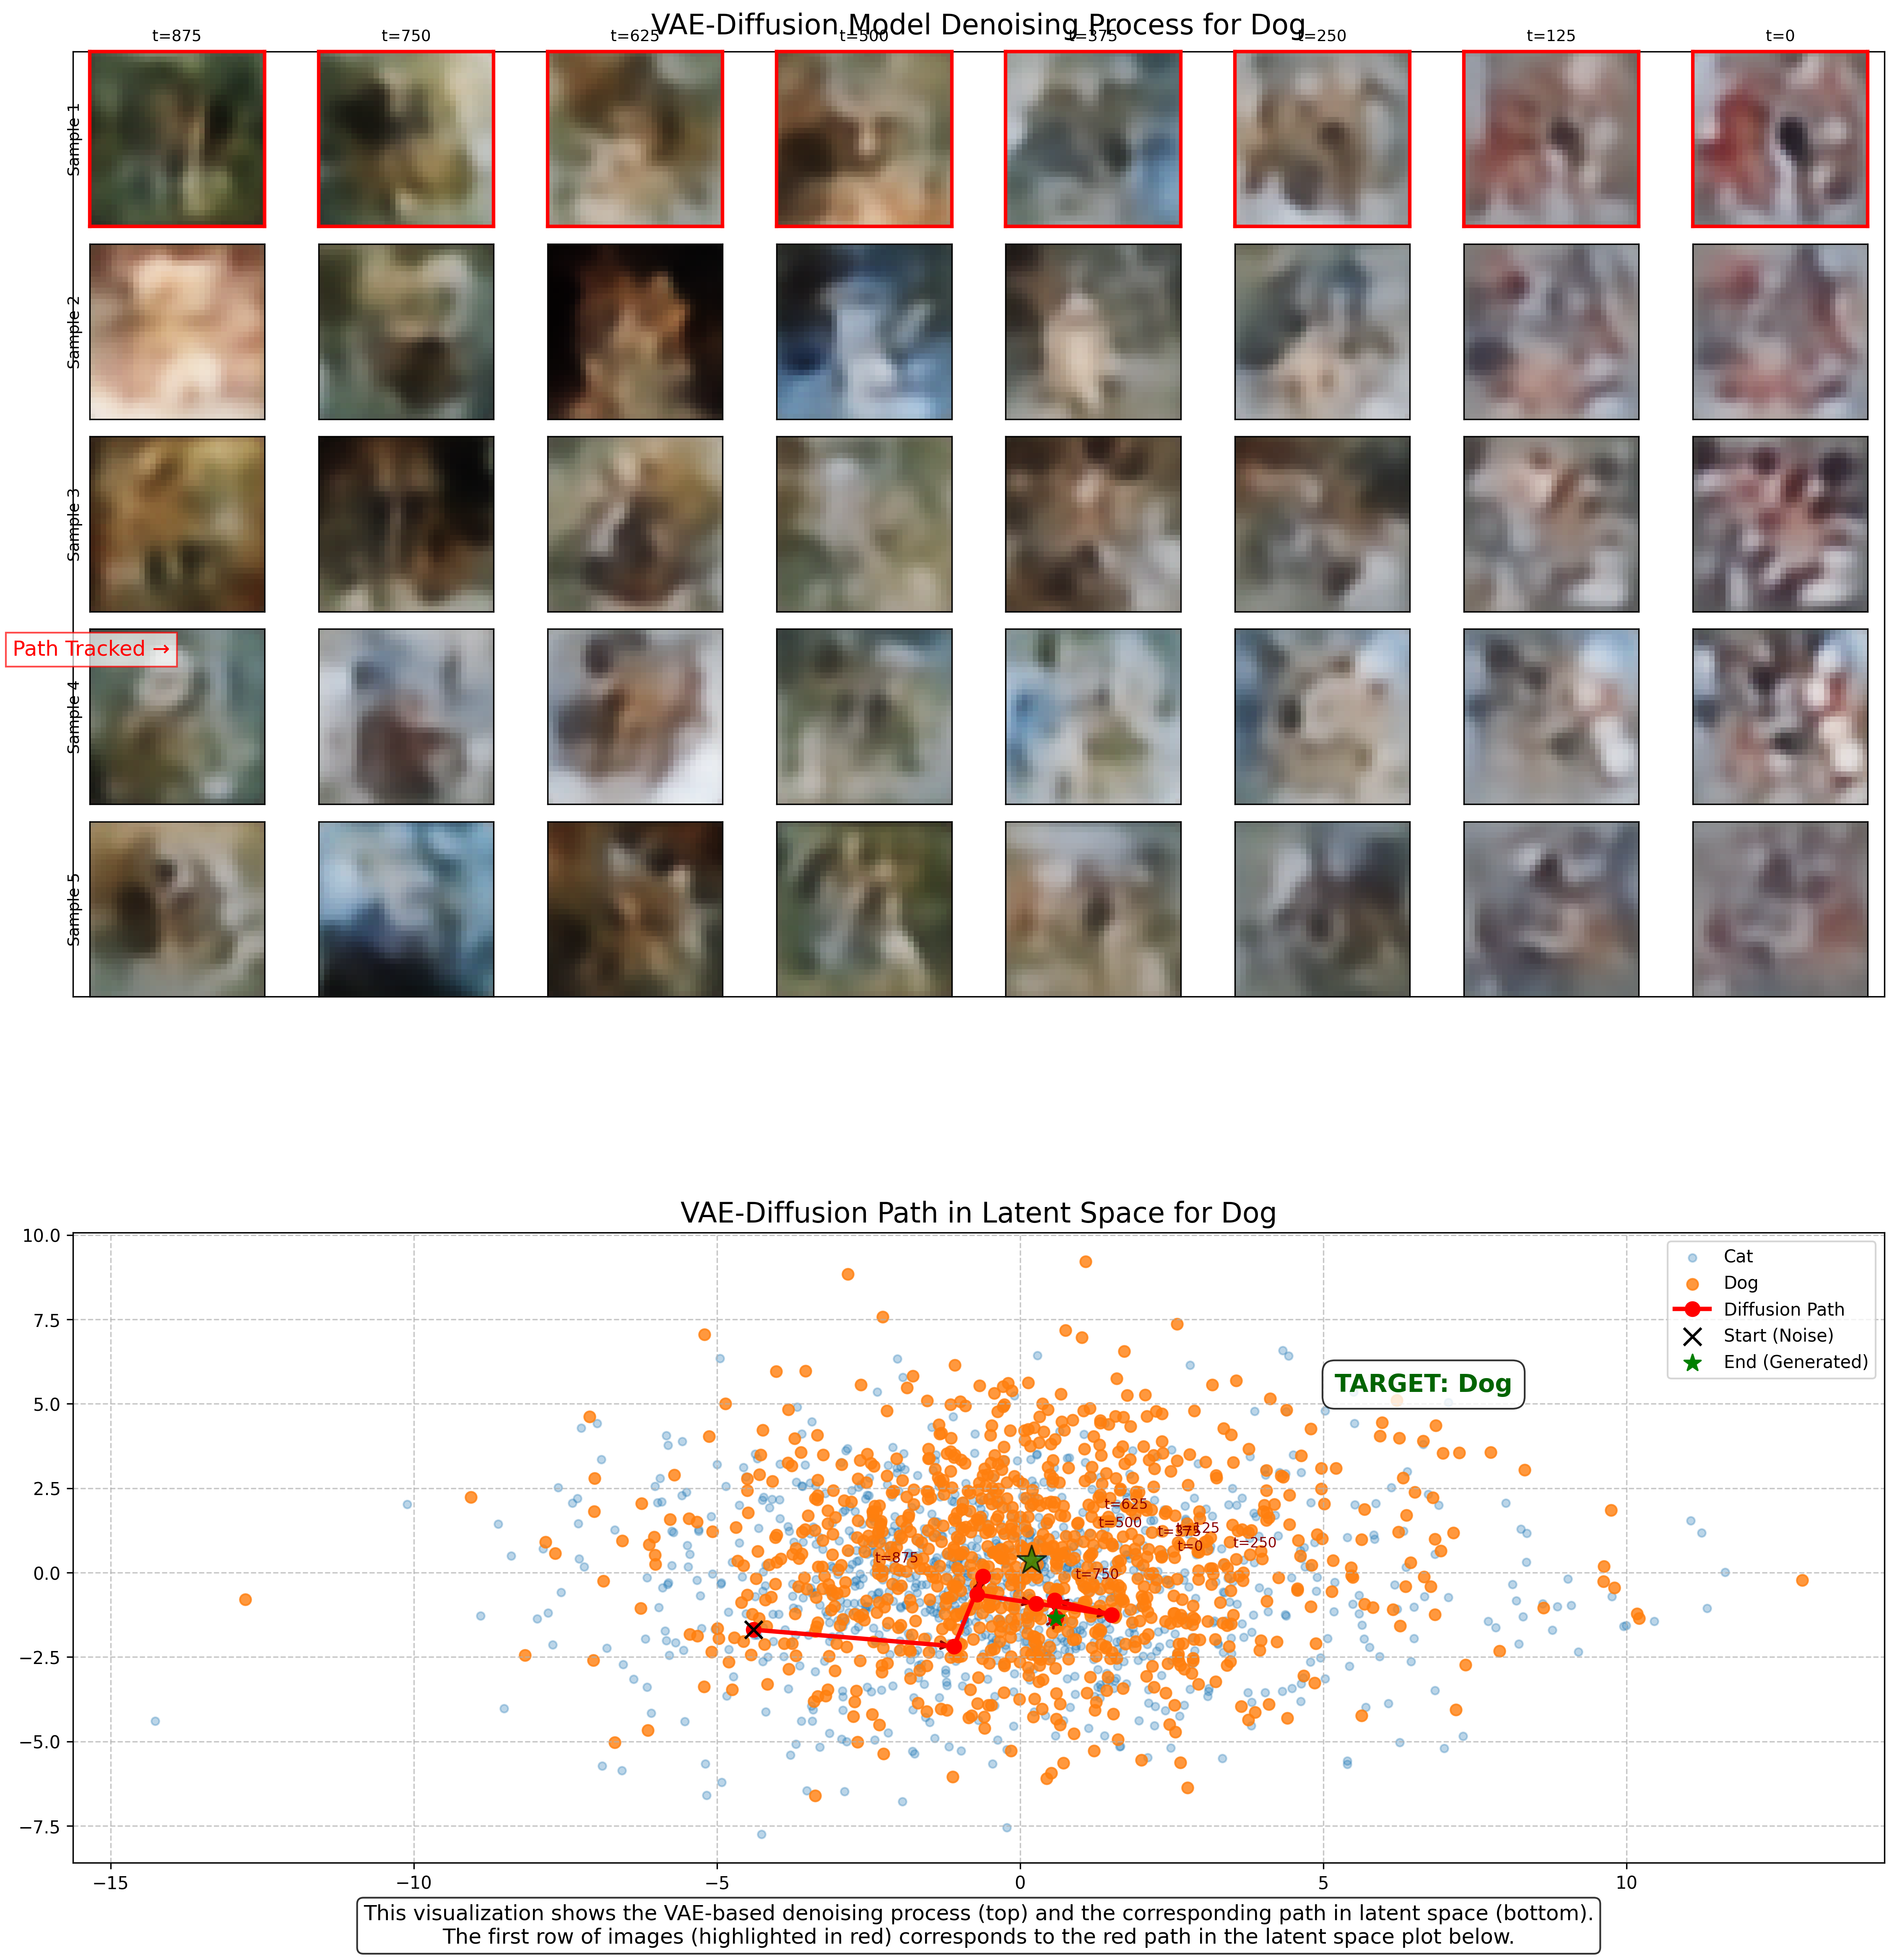 VAE-Diffusion Model Denoising Process for Dog
t=875 t=750 t=625 t=500 t=375 t=250 t=125 t=0
Sample 1
Sample 2
Sample 3
Path Tracked →
Sample 4
Sample 5
VAE-Diffusion Path in Latent Space for Dog
10.0
7.5
5.0
2.5
0.0
−2.5
−5.0
−7.5
Cat
Dog
Diffusion Path
Start (Noise)
End (Generated)
TARGET: Dog
t=625
t=500
t=375
t=125
t=0
t=250
t=875
t=750
−15 −10 −5 0 5 10
This visualization shows the VAE-based denoising process (top) and the corresponding path in latent space (bottom).
The first row of images (highlighted in red) corresponds to the red path in the latent space plot below.